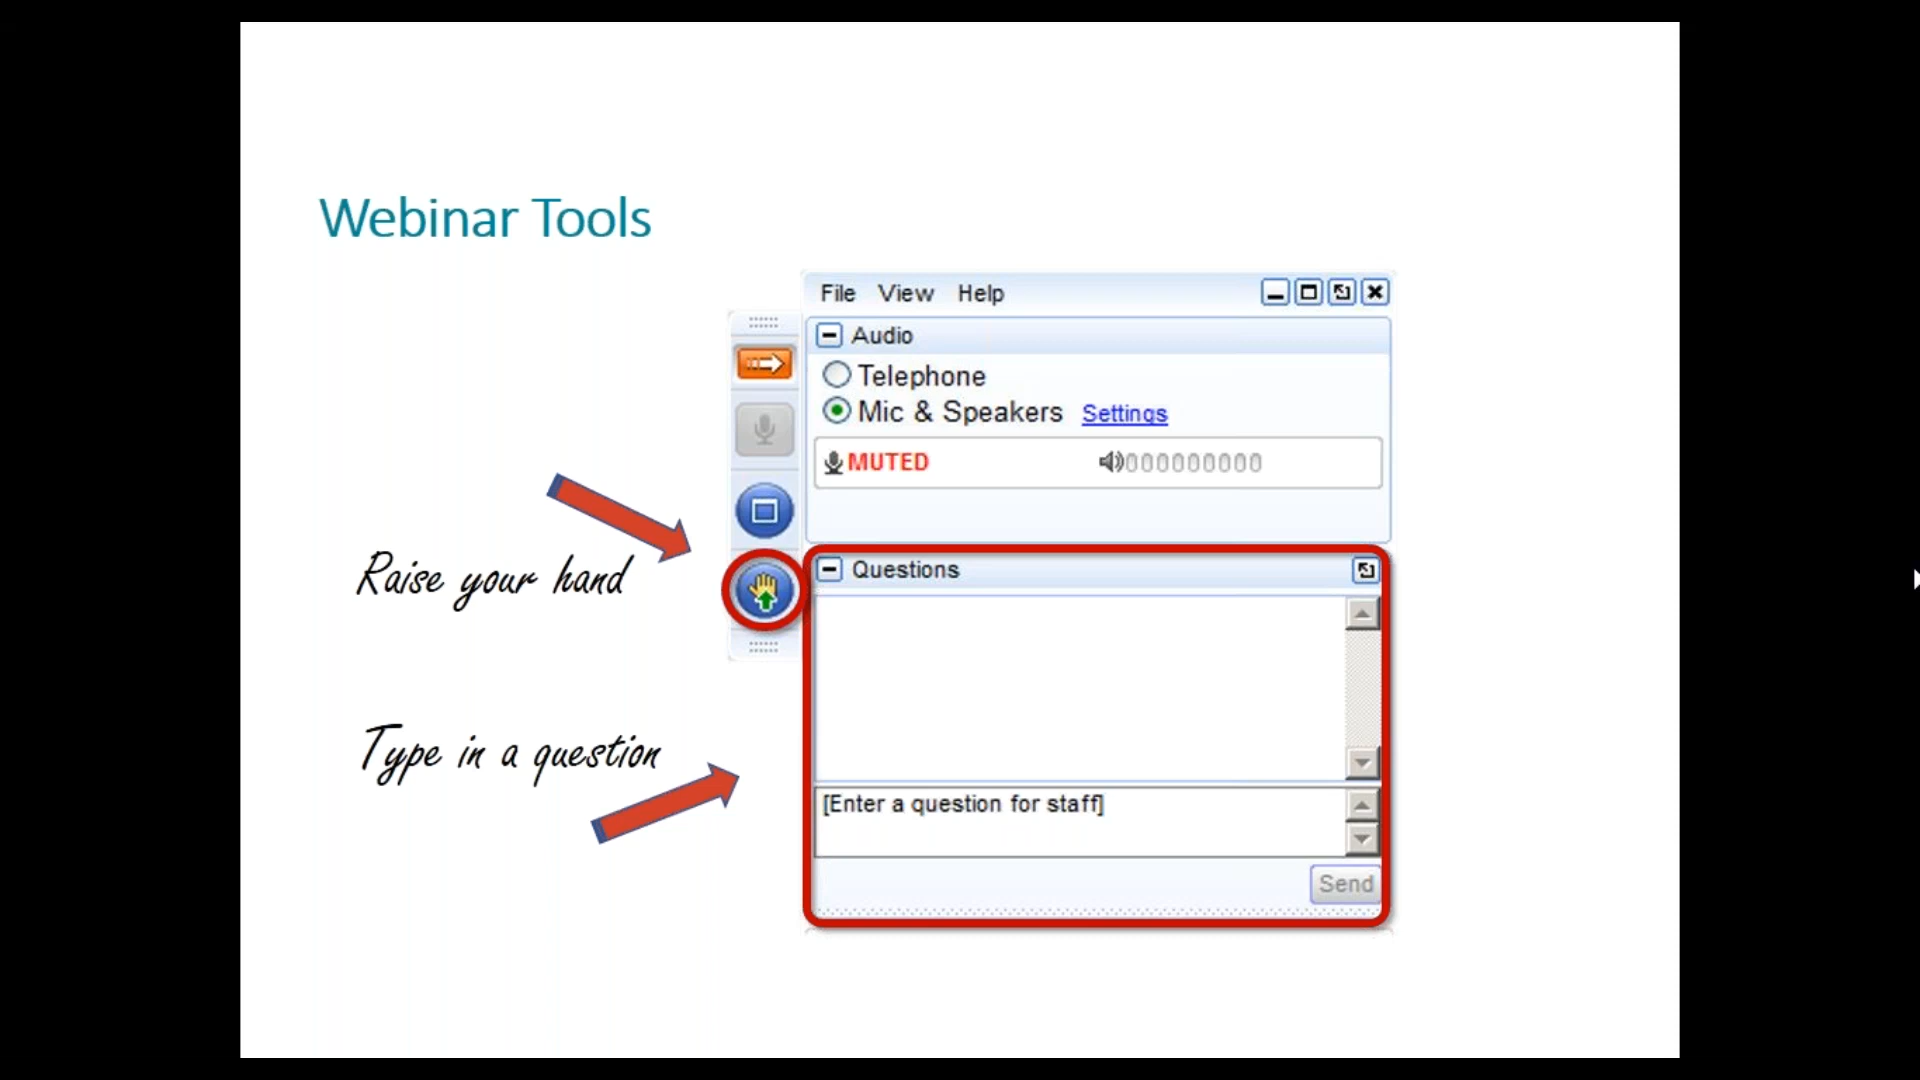 Webinar Tools
File View Help
Audio
Telephone
Mic & Speakers Settings
MUTED
Raise your hand
Questions
Type in a question
[Enter a question for staff]
Send